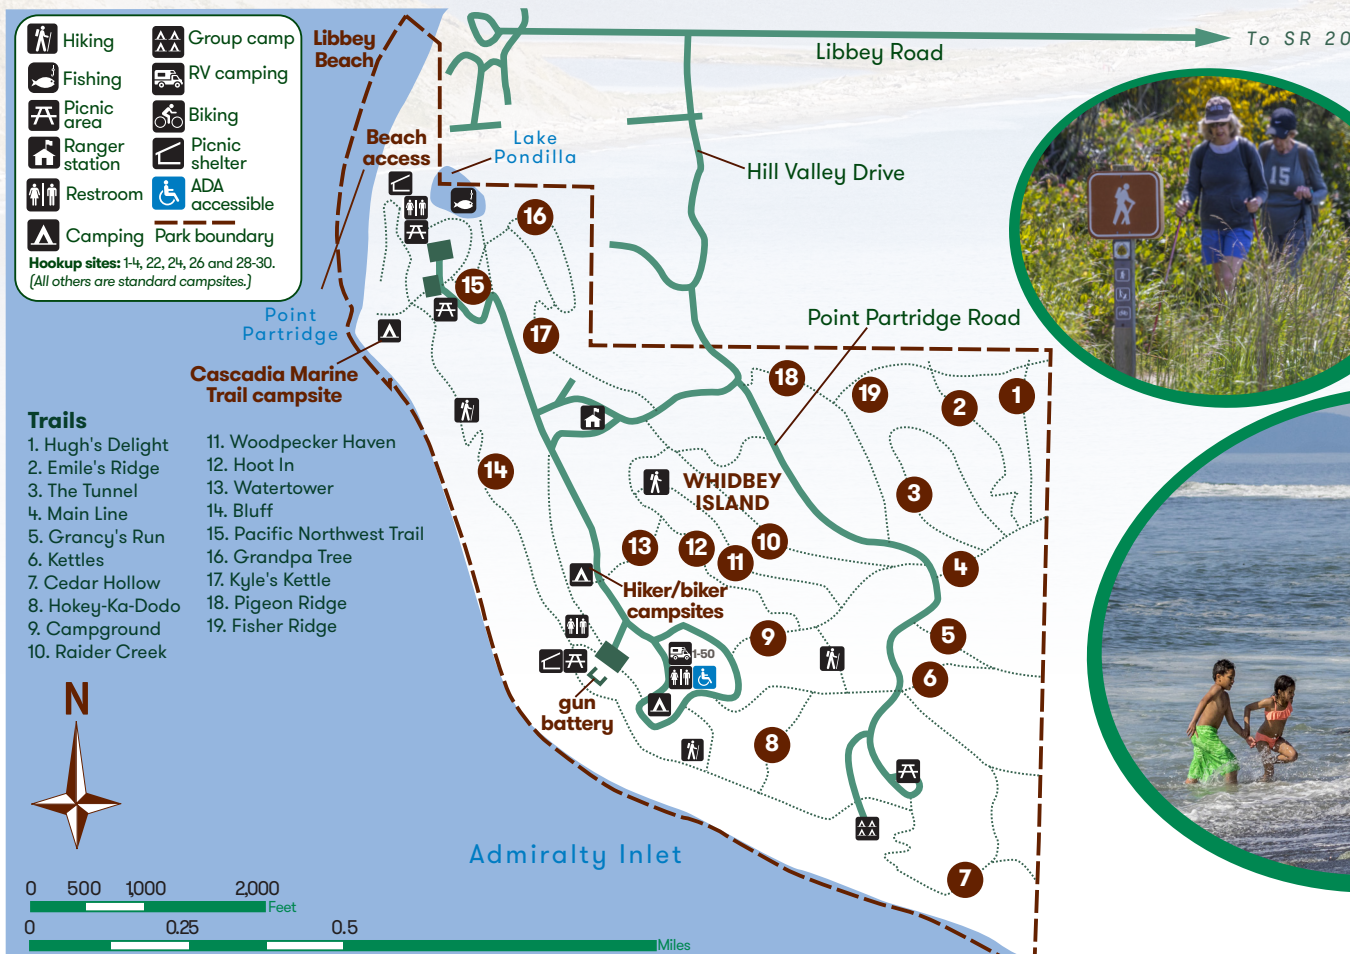 Hiking
Fishing
Picnic
area
Ranger
station
Restroom
Camping
Group camp
RV camping
Biking
Picnic
shelter
ADA
accessible
Park boundary
Hookup sites: 1-4, 22, 24, 26 and 28-30.
(All others are standard campsites.)
Libbey
Beach
Beach
access
Lake
Pondilla
Libbey Road
To SR 20
Hill Valley Drive
Point
Partridge
Point Partridge Road
Cascadia Marine
Trail campsite
16
15
17
18
19
2
1
14
3
WHIDBEY
ISLAND
13
12
11
10
4
Hiker/biker
campsites
9
5
6
1-50
gun
battery
8
7
15
Trails
1. Hugh's Delight
2. Emile's Ridge
3. The Tunnel
4. Main Line
5. Grancy's Run
6. Kettles
7. Cedar Hollow
8. Hokey-Ka-Dodo
9. Campground
10. Raider Creek
11. Woodpecker Haven
12. Hoot In
13. Watertower
14. Bluff
15. Pacific Northwest Trail
16. Grandpa Tree
17. Kyle's Kettle
18. Pigeon Ridge
19. Fisher Ridge
N
Admiralty Inlet
0 500 1,000 2,000
Feet
0 0.25 0.5
Miles